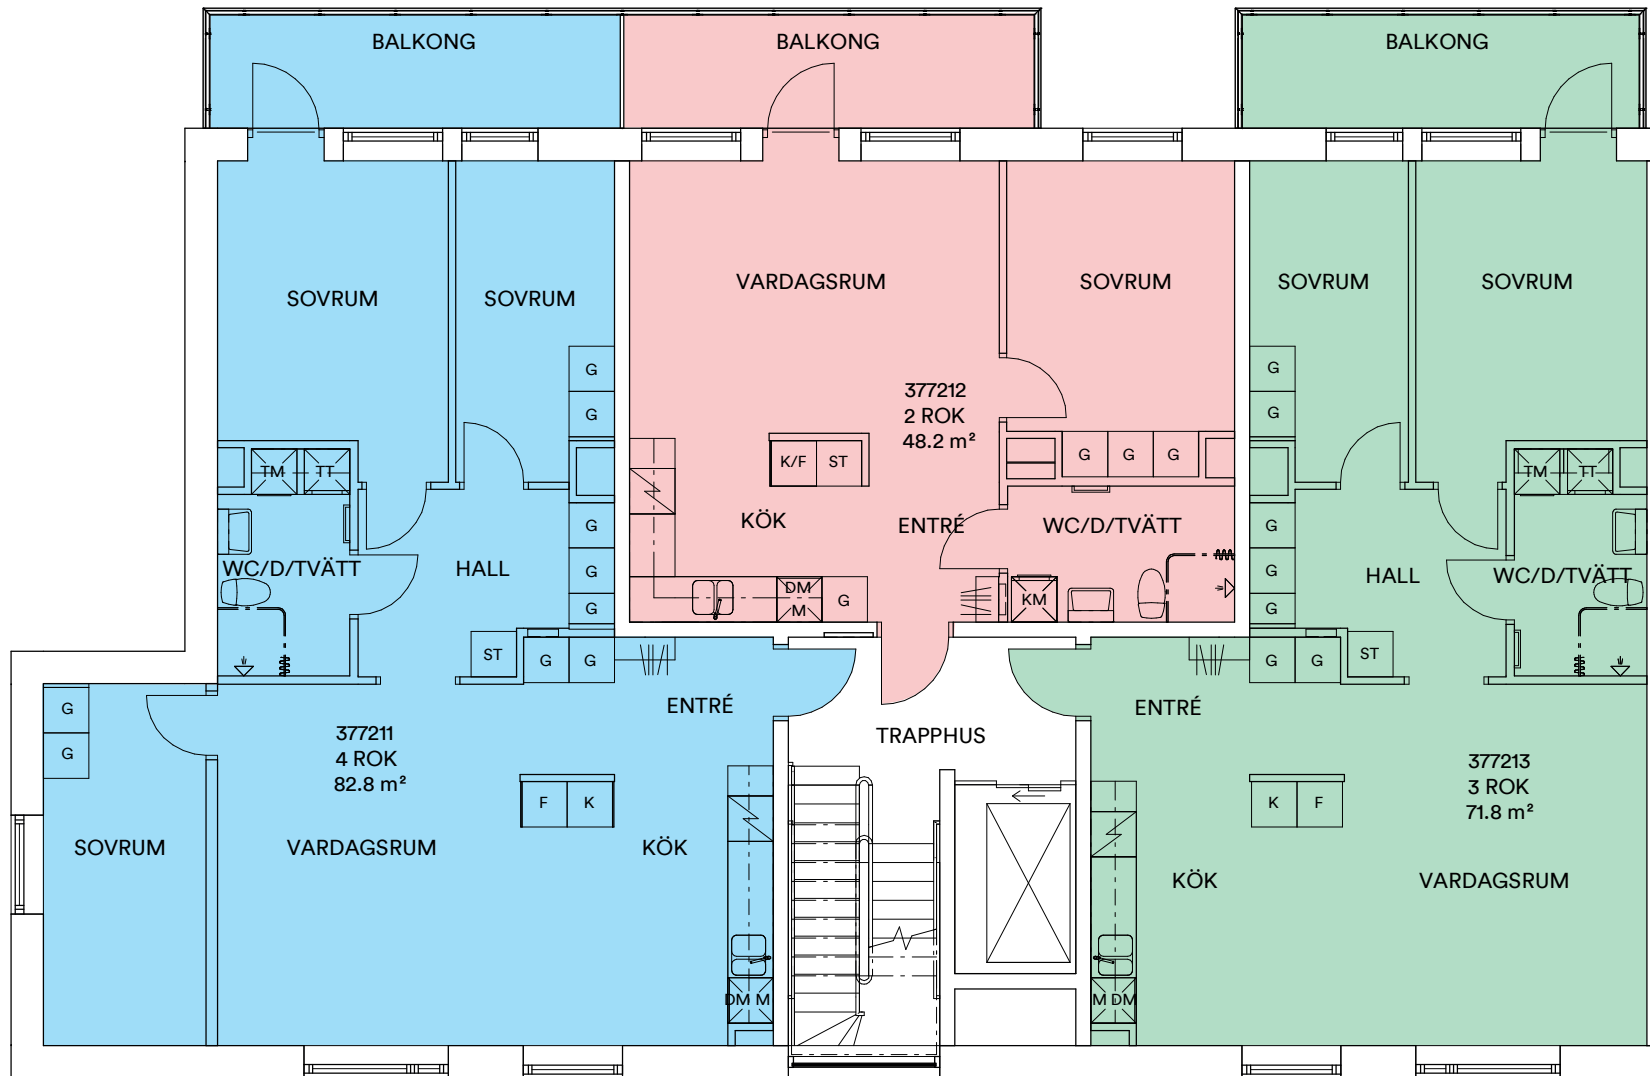 BALKONG
BALKONG
BALKONG
SOVRUM
SOVRUM
VARDAGSRUM
SOVRUM
SOVRUM
SOVRUM
G
G
377212
2 ROK
48.2 m²
G
G
TM
TT
K/F
ST
G
G
G
TM
TT
KÖK
ENTRÉ
WC/D/TVÄTT
G
G
WC/D/TVÄTT
HALL
G
G
HALL
WC/D/TVÄTT
G
DM
M
G
KM
G
ST
G
G
G
G
ST
G
G
ENTRÉ
ENTRÉ
377211
4 ROK
82.8 m²
TRAPPHUS
377213
3 ROK
71.8 m²
F
K
K
F
SOVRUM
VARDAGSRUM
KÖK
KÖK
VARDAGSRUM
DM M
M DM